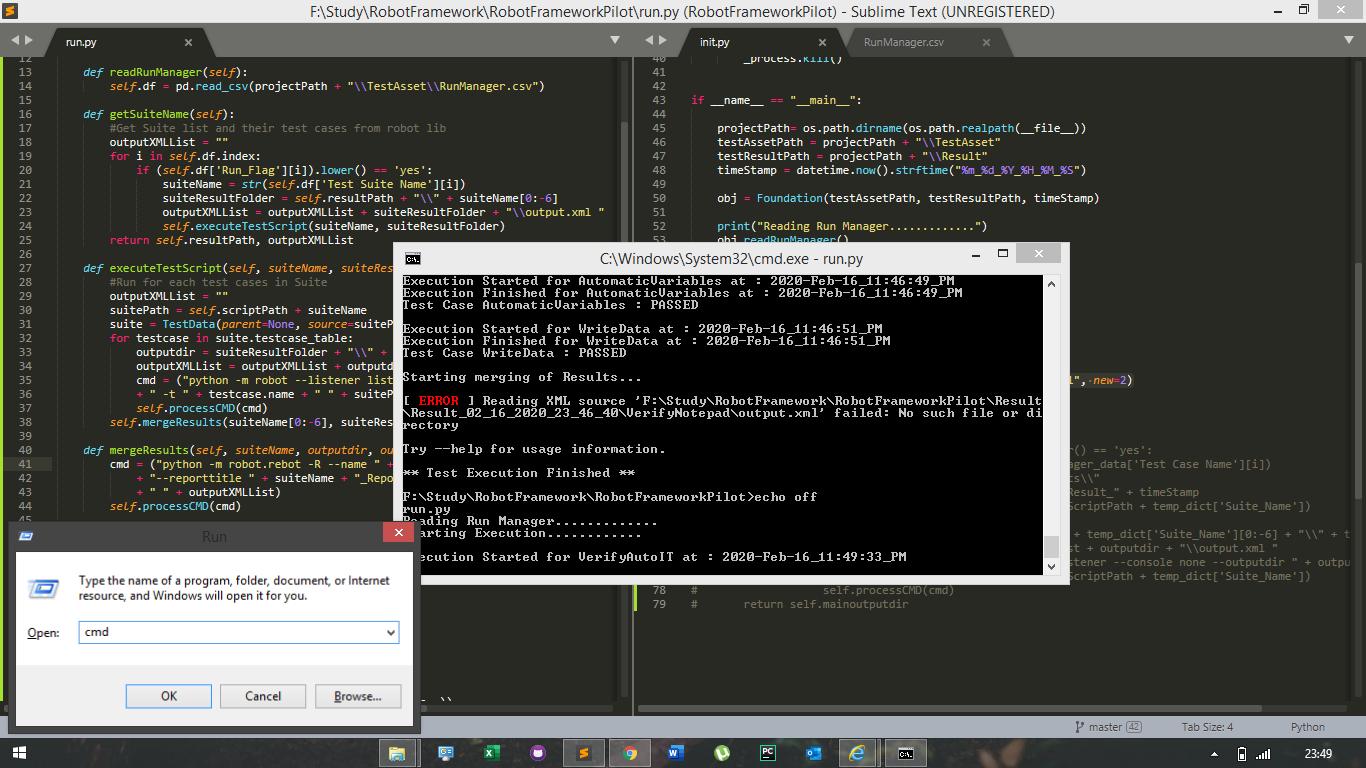 F:\Study\RobotFramework\RobotFrameworkPilot\run.py (RobotFrameworkPilot) - Sublime Text (UNREGISTERED)
run.py
12
13 def readRunManager(self):
14 self.df = pd.read_csv(projectPath + "\\TestAsset\\RunManager.csv")
15
16 def getSuiteName(self):
17 #Get Suite list and their test cases from robot lib
18 outputXMLList = ""
19 for i in self.df.index:
20 if (self.df['Run_Flag'][i]).lower() == 'yes':
21 suiteName = str(self.df['Test Suite Name'][i])
22 suiteResultFolder = self.resultPath + "\\" + suiteName[0:-6]
23 outputXMLList = outputXMLList + suiteResultFolder + "\\output.xml "
24 self.executeTestScript(suiteName, suiteResultFolder)
25 return self.resultPath, outputXMLList
26
27 def executeTestScript(self, suiteName, suiteRes
28 #Run for each test cases in Suite
29 outputXMLList = ""
30 suitePath = self.scriptPath + suiteName
31 suite = TestData(parent=None, source=suiteP
32 for testcase in suite.testcase_table:
33 outputdir = suiteResultFolder + "\\" +
34 outputXMLList = outputXMLList + outputd
35 cmd = ("python -m robot --listener list
36 + " -t " + testcase.name + " " + suiteP
37 self.processCMD(cmd)
38 self.mergeResults(suiteName[0:-6], suiteRes
39
40 def mergeResults(self, suiteName, outputdir, ou
41 cmd = ("python -m robot.rebot -R --name " +
42 + "--reporttitle " + suiteName + "_Repo
43 + " " + outputXMLList)
44 self.processCMD(cmd)
45
init.py
RunManager.csv
40 _process.kill()
41
42
43 if __name__ == "__main__":
44
45 projectPath= os.path.dirname(os.path.realpath(__file__))
46 testAssetPath = projectPath + "\\TestAsset"
47 testResultPath = projectPath + "\\Result"
48 timeStamp = datetime.now().strftime("%m_%d_%Y_%H_%M_%S")
49
50 obj = Foundation(testAssetPath, testResultPath, timeStamp)
51
52 print("Reading Run Manager.............")
53 obj.readRunManager()
l", new=2)
r() == 'yes':
ager_data['Test Case Name'][i])
ts\\"
Result_" + timeStamp
ScriptPath + temp_dict['Suite_Name'])
+ temp_dict['Suite_Name'][0:-6] + "\\" + t
st + outputdir + "\\output.xml "
stener --console none --outputdir " + outpu
ScriptPath + temp_dict['Suite_Name'])
78 # self.processCMD(cmd)
79 # return self.mainoutputdir
C:\Windows\System32\cmd.exe - run.py
Execution Started for AutomaticVariables at : 2020-Feb-16_11:46:49_PM
Execution Finished for AutomaticVariables at : 2020-Feb-16_11:46:49_PM
Test Case AutomaticVariables : PASSED
Execution Started for WriteData at : 2020-Feb-16_11:46:51_PM
Execution Finished for WriteData at : 2020-Feb-16_11:46:51_PM
Test Case WriteData : PASSED
Starting merging of Results...
[ ERROR ] Reading XML source 'F:\Study\RobotFramework\RobotFrameworkPilot\Result
\Result_02_16_2020_23_46_40\VerifyNotepad\output.xml' failed: No such file or di
rectory
Try --help for usage information.
** Test Execution Finished **
F:\Study\RobotFramework\RobotFrameworkPilot>echo off
run.py
Reading Run Manager.............
tarting Execution............
ecution Started for VerifyAutoIT at : 2020-Feb-16_11:49:33_PM
Run
Type the name of a program, folder, document, or Internet
resource, and Windows will open it for you.
Open: cmd
OK Cancel Browse...
master 42 Tab Size: 4 Python
23:49